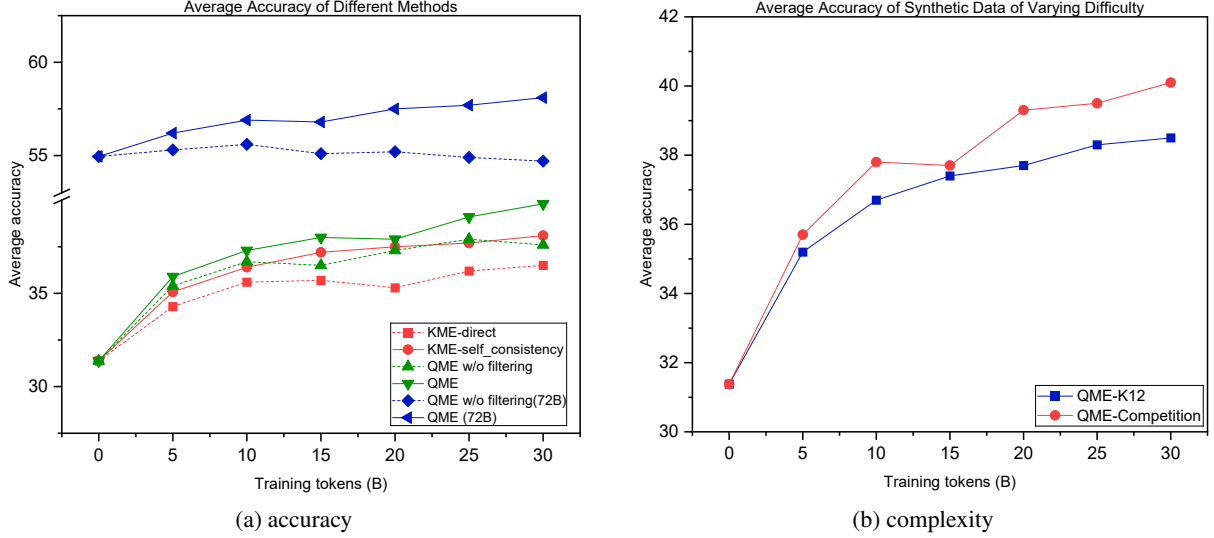 Average Accuracy of Different Methods
60
55
35
30
Average accuracy
KME-direct
KME-self_consistency
QME w/o filtering
QME
QME w/o filtering(72B)
QME (72B)
0 5 10 15 20 25 30
Training tokens (B)
(a) accuracy
Average Accuracy of Synthetic Data of Varying Difficulty
42
40
38
36
34
32
30
Average accuracy
QME-K12
QME-Competition
0 5 10 15 20 25 30
Training tokens (B)
(b) complexity